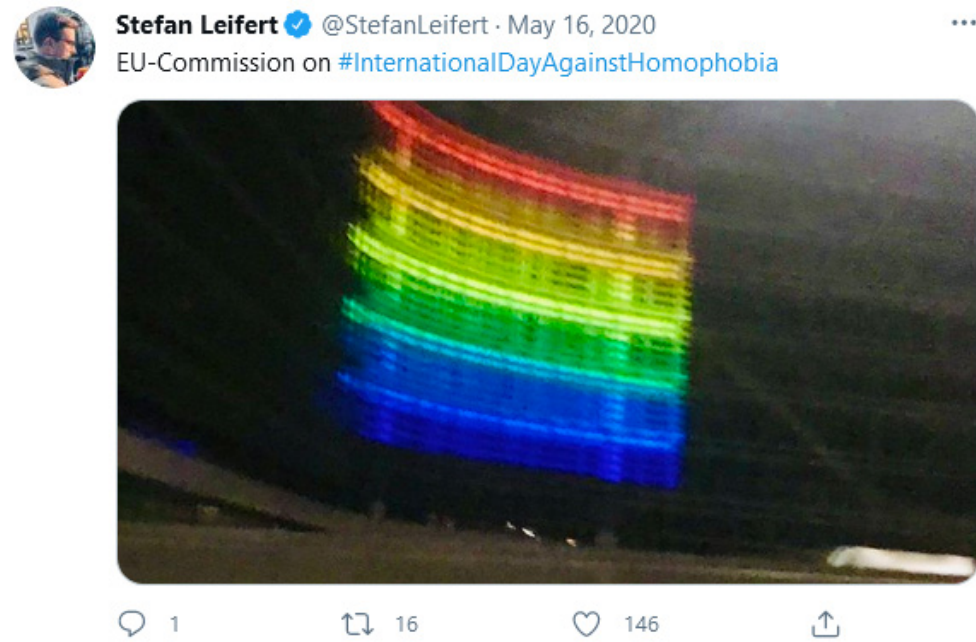 Stefan Leifert @StefanLeifert · May 16, 2020
EU-Commission on #InternationalDayAgainstHomophobia
1 16 146